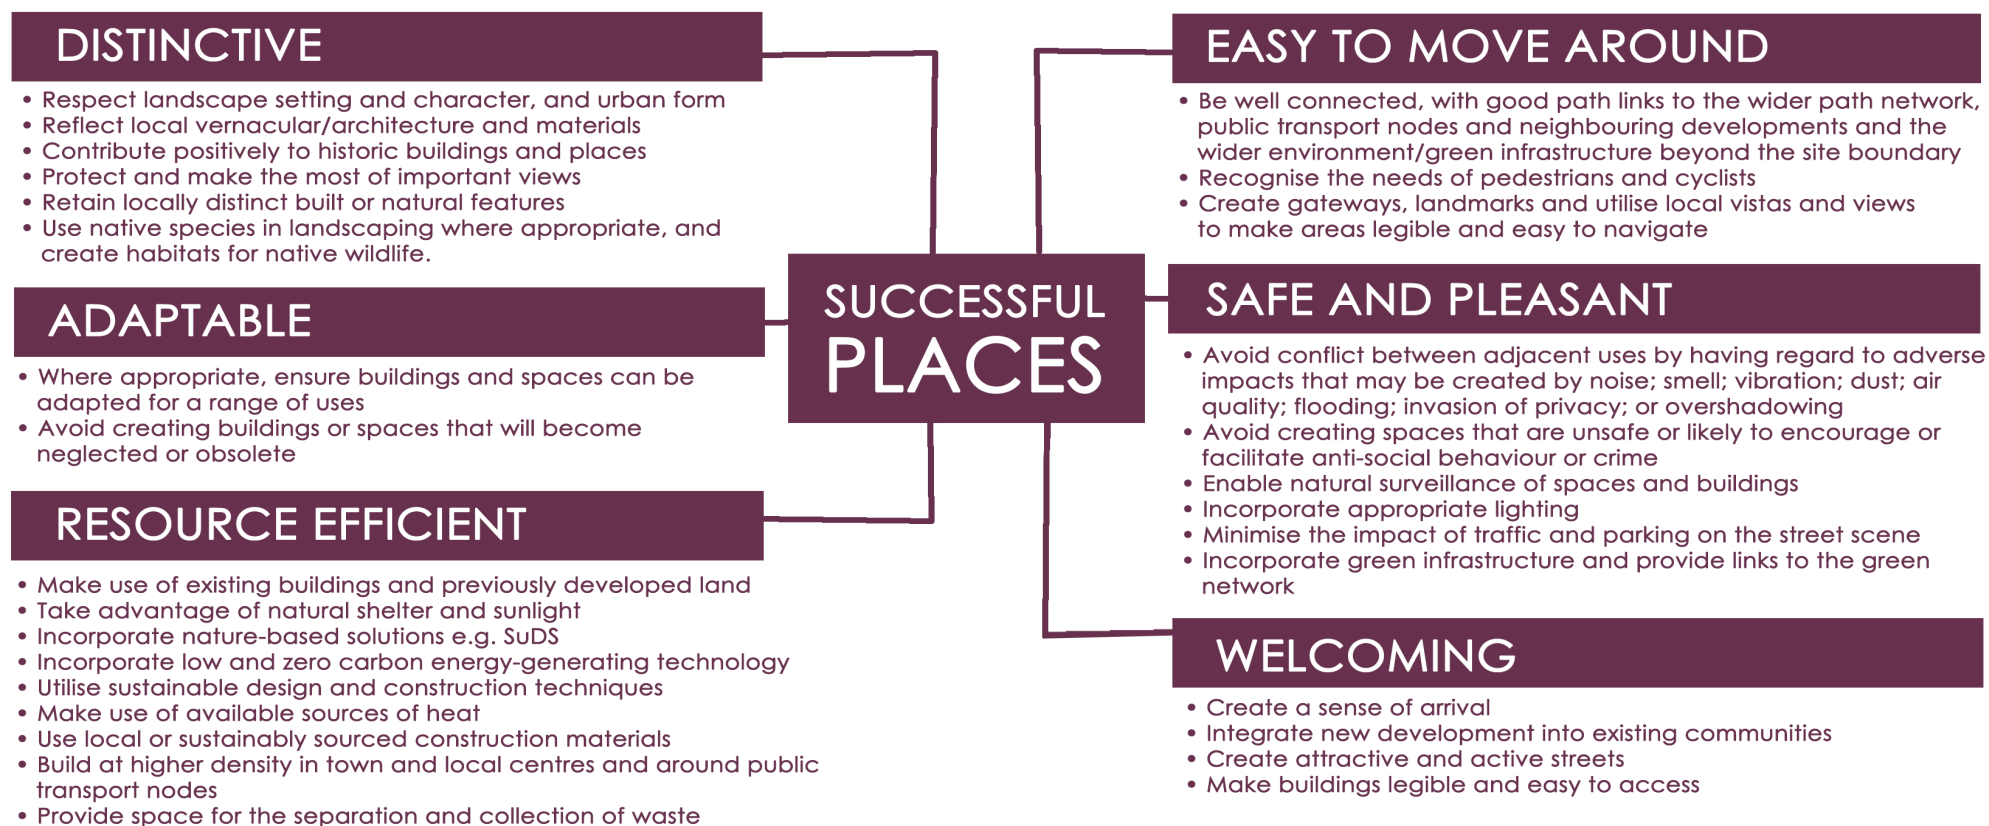 DISTINCTIVE
• Respect landscape setting and character, and urban form
• Reflect local vernacular/architecture and materials
• Contribute positively to historic buildings and places
• Protect and make the most of important views
• Retain locally distinct built or natural features
• Use native species in landscaping where appropriate, and
create habitats for native wildlife.
ADAPTABLE
• Where appropriate, ensure buildings and spaces can be
adapted for a range of uses
• Avoid creating buildings or spaces that will become
neglected or obsolete
RESOURCE EFFICIENT
• Make use of existing buildings and previously developed land
• Take advantage of natural shelter and sunlight
• Incorporate nature-based solutions e.g. SuDS
• Incorporate low and zero carbon energy-generating technology
• Utilise sustainable design and construction techniques
• Make use of available sources of heat
• Use local or sustainably sourced construction materials
• Build at higher density in town and local centres and around public
transport nodes
• Provide space for the separation and collection of waste
SUCCESSFUL
PLACES
EASY TO MOVE AROUND
• Be well connected, with good path links to the wider path network,
public transport nodes and neighbouring developments and the
wider environment/green infrastructure beyond the site boundary
• Recognise the needs of pedestrians and cyclists
• Create gateways, landmarks and utilise local vistas and views
to make areas legible and easy to navigate
SAFE AND PLEASANT
• Avoid conflict between adjacent uses by having regard to adverse
impacts that may be created by noise; smell; vibration; dust; air
quality; flooding; invasion of privacy; or overshadowing
• Avoid creating spaces that are unsafe or likely to encourage or
facilitate anti-social behaviour or crime
• Enable natural surveillance of spaces and buildings
• Incorporate appropriate lighting
• Minimise the impact of traffic and parking on the street scene
• Incorporate green infrastructure and provide links to the green
network
WELCOMING
• Create a sense of arrival
• Integrate new development into existing communities
• Create attractive and active streets
• Make buildings legible and easy to access